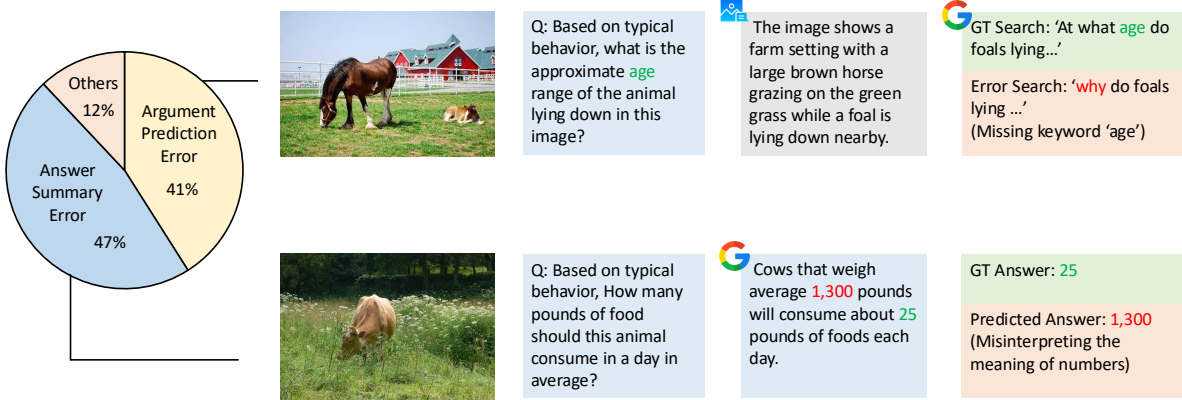 Others
12%
Argument
Prediction
Error
41%
Answer
Summary
Error
47%
Q: Based on typical
behavior, what is the
approximate age
range of the animal
lying down in this
image?
The image shows a
farm setting with a
large brown horse
grazing on the green
grass while a foal is
lying down nearby.
GT Search: ‘At what age do
foals lying…’
Error Search: ‘why do foals
lying …’
(Missing keyword ‘age’)
Q: Based on typical
behavior, How many
pounds of food
should this animal
consume in a day in
average?
Cows that weigh
average 1,300 pounds
will consume about 25
pounds of foods each
day.
GT Answer: 25
Predicted Answer: 1,300
(Misinterpreting the
meaning of numbers)